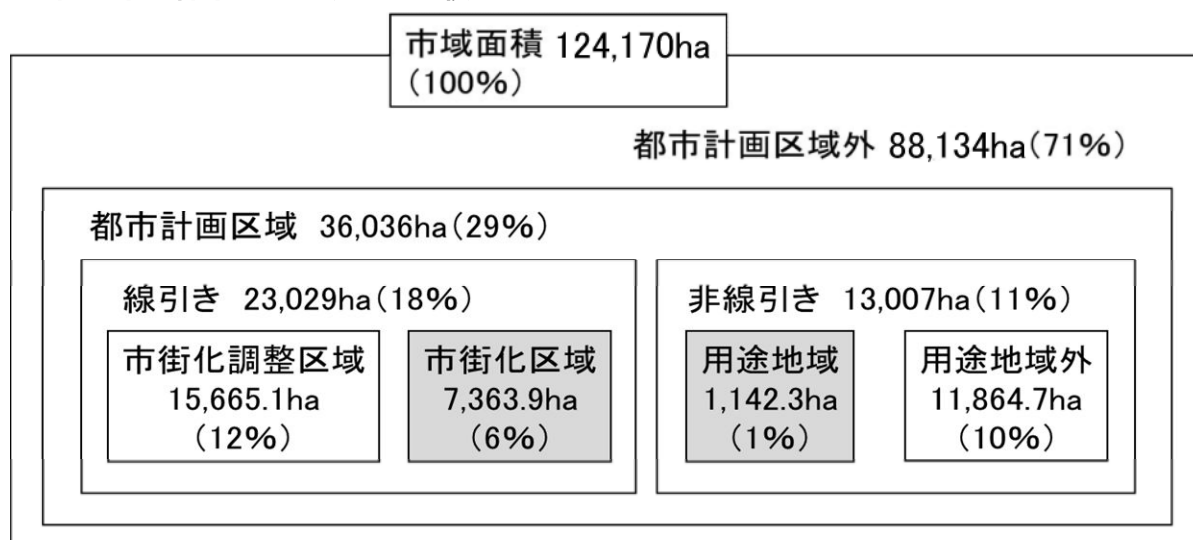 市域面積 124,170ha
(100%)
都市計画区域外 88,134ha(71%)
都市計画区域 36,036ha(29%)
線引き 23,029ha(18%)
市街化調整区域
15,665.1ha
(12%)
市街化区域
7,363.9ha
(6%)
非線引き 13,007ha(11%)
用途地域
1,142.3ha
(1%)
用途地域外
11,864.7ha
(10%)